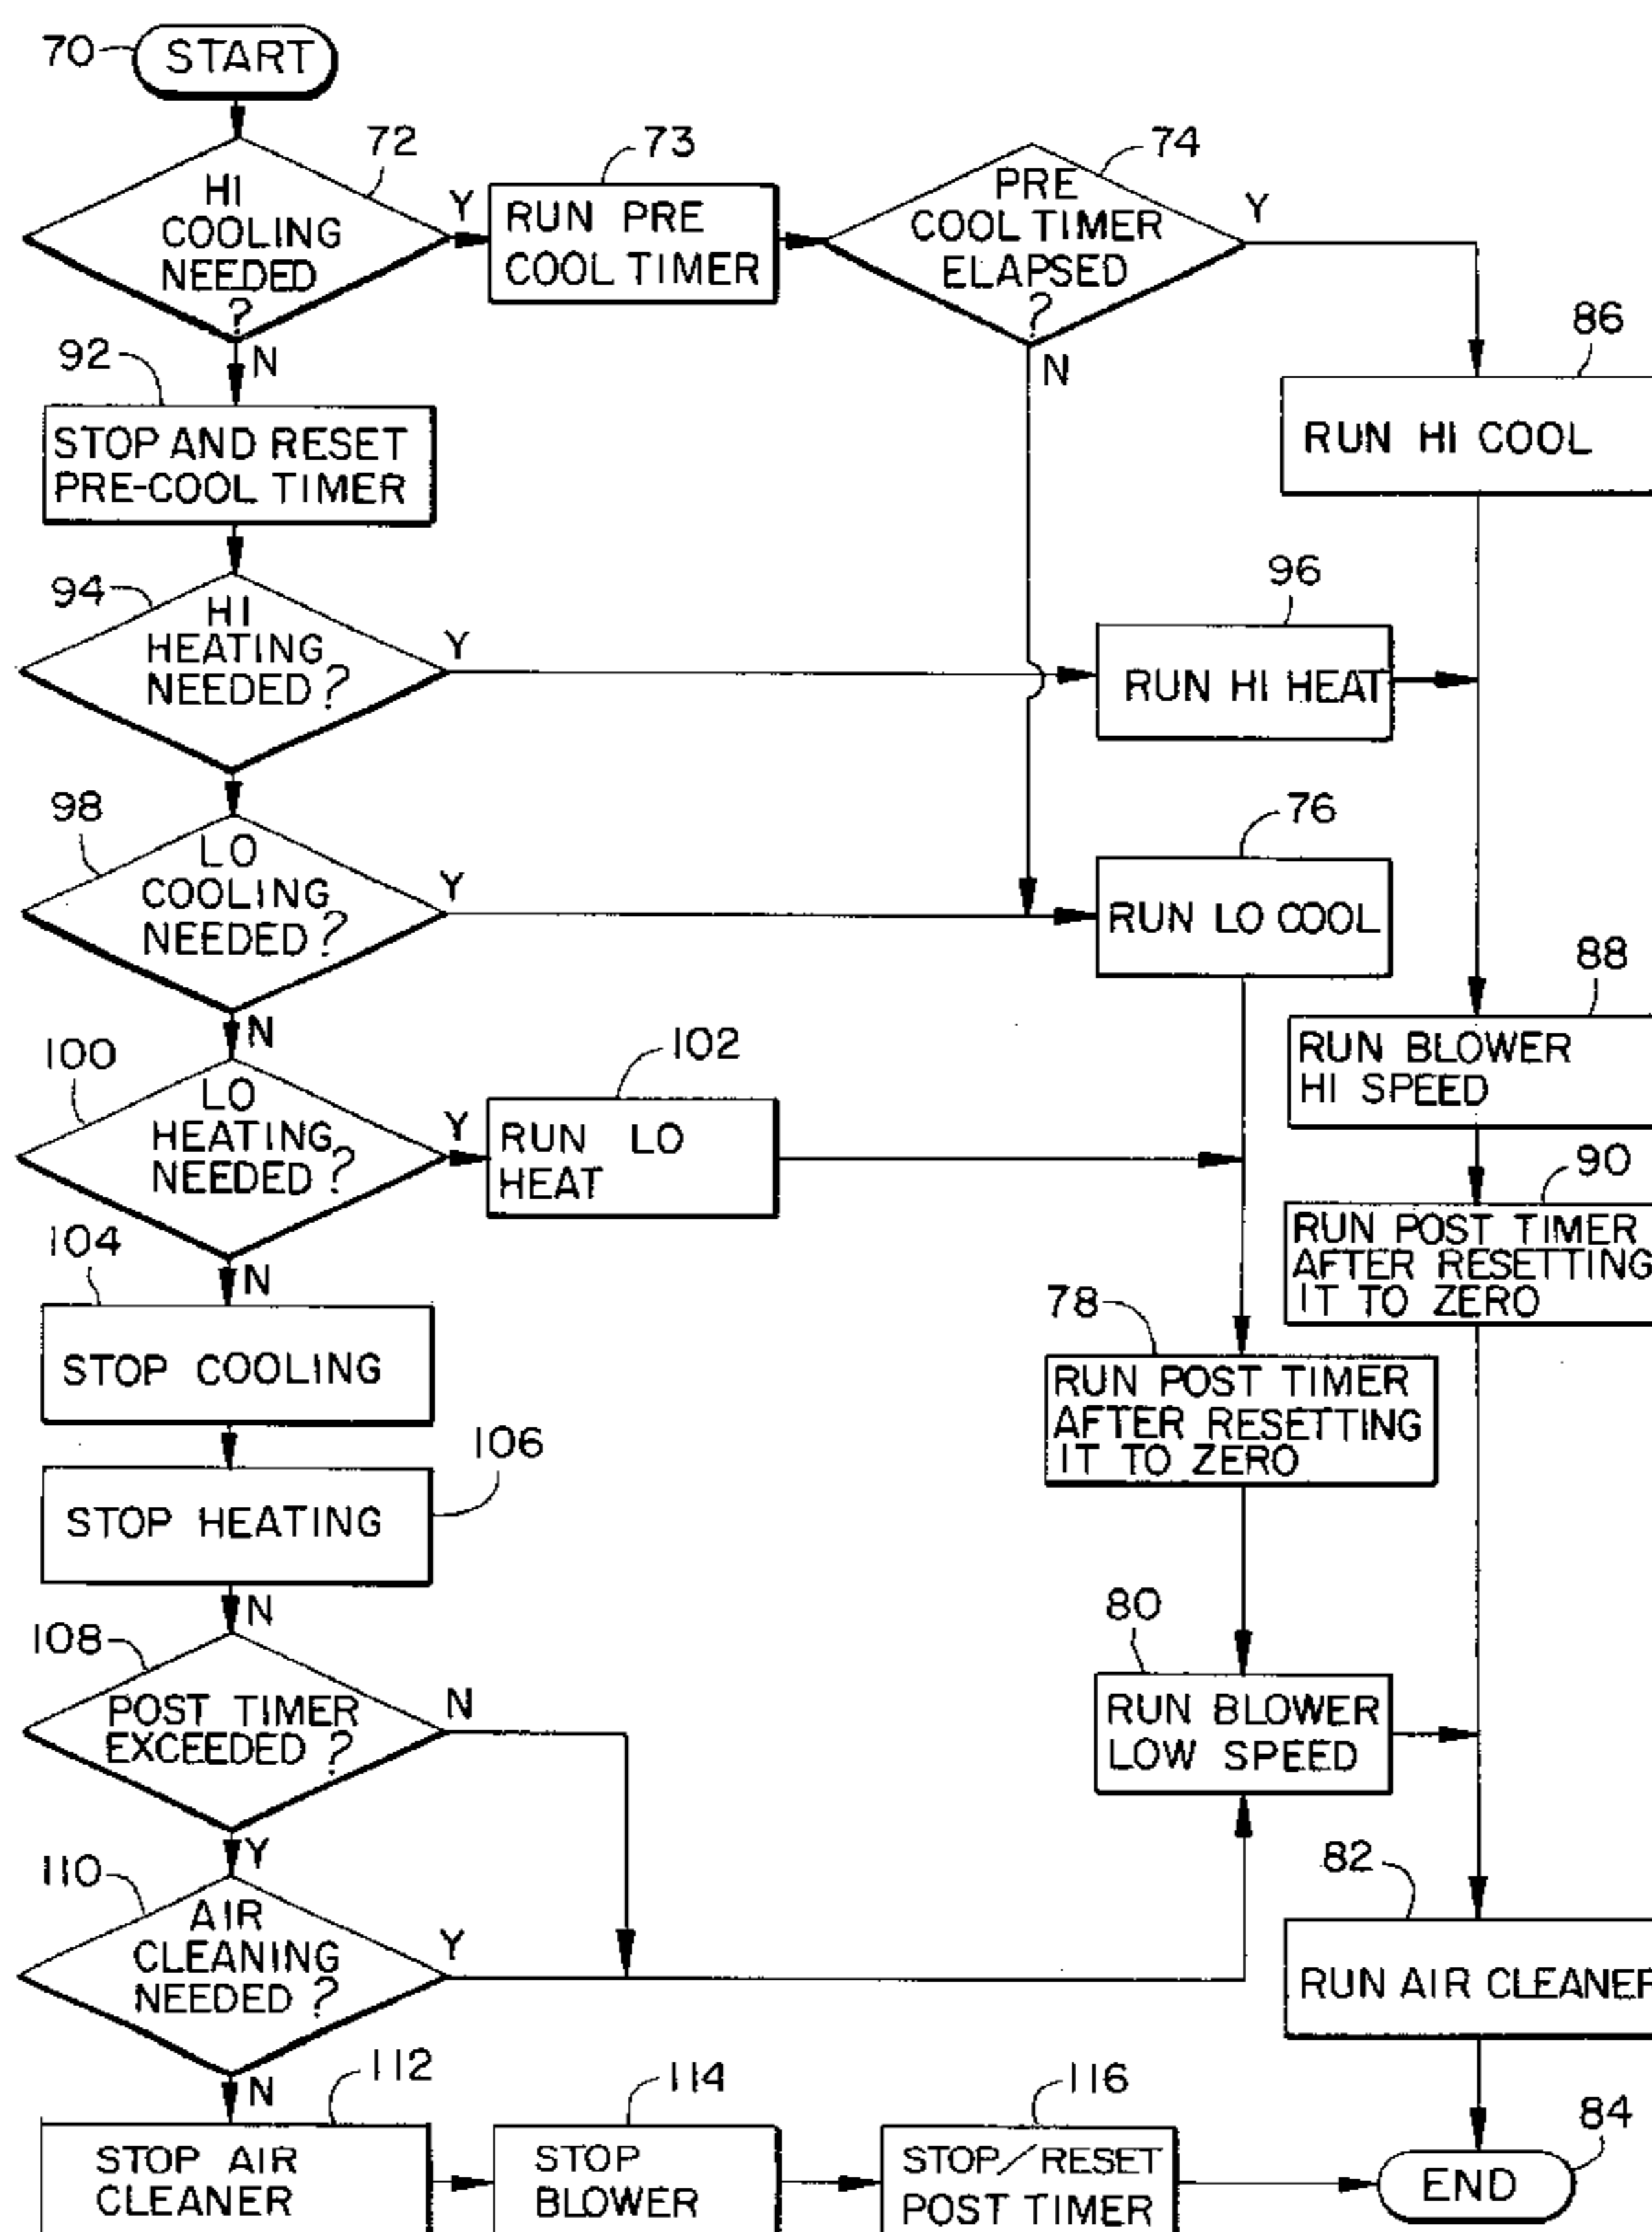 70
START
72
HI
COOLING
NEEDED
?
Y
N
73
RUN PRE
COOL TIMER
74
PRE
COOL TIMER
ELAPSED
?
Y
N
86
RUN HI COOL
92
STOP AND RESET
PRE-COOL TIMER
94
HI
HEATING
NEEDED?
Y
96
RUN HI HEAT
98
LO
COOLING
NEEDED?
Y
N
76
RUN LO COOL
88
RUN BLOWER
HI SPEED
100
LO
HEATING
NEEDED?
Y
N
102
RUN LO
HEAT
90
RUN POST TIMER
AFTER RESETTING
IT TO ZERO
104
STOP COOLING
78
RUN POST TIMER
AFTER RESETTING
IT TO ZERO
106
STOP HEATING
N
108
POST TIMER
EXCEEDED ?
N
Y
80
RUN BLOWER
LOW SPEED
110
AIR
CLEANING
NEEDED ?
Y
N
82
RUN AIR CLEANER
112
STOP AIR
CLEANER
114
STOP
BLOWER
116
STOP/RESET
POST TIMER
84
END